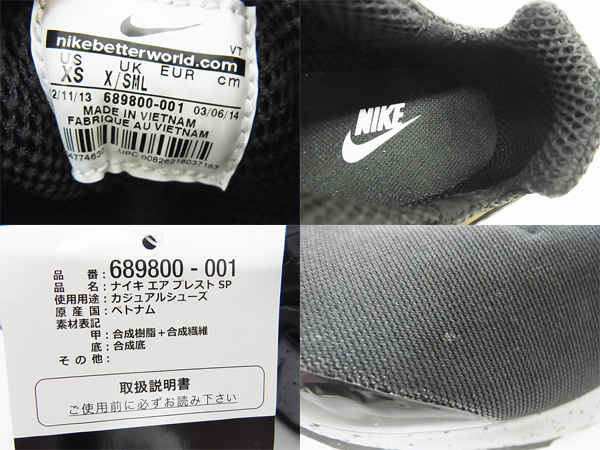 nikebetterworld.com
VT
US UK EUR cm
XS X/SML
12/11/13 689800-001 03/06/14
MADE IN VIETNAM
FABRIQUE AU VIETNAM
UPC 00826218037153
NIKE
品 番：689800-001
品 名：ナイキ エア プレスト SP
使用用途：カジュアルシューズ
原 産 国：ベトナム
素材表記
甲：合成樹脂＋合成繊維
底：合成底
その他：
取扱説明書
ご使用前に必ずお読み下さい